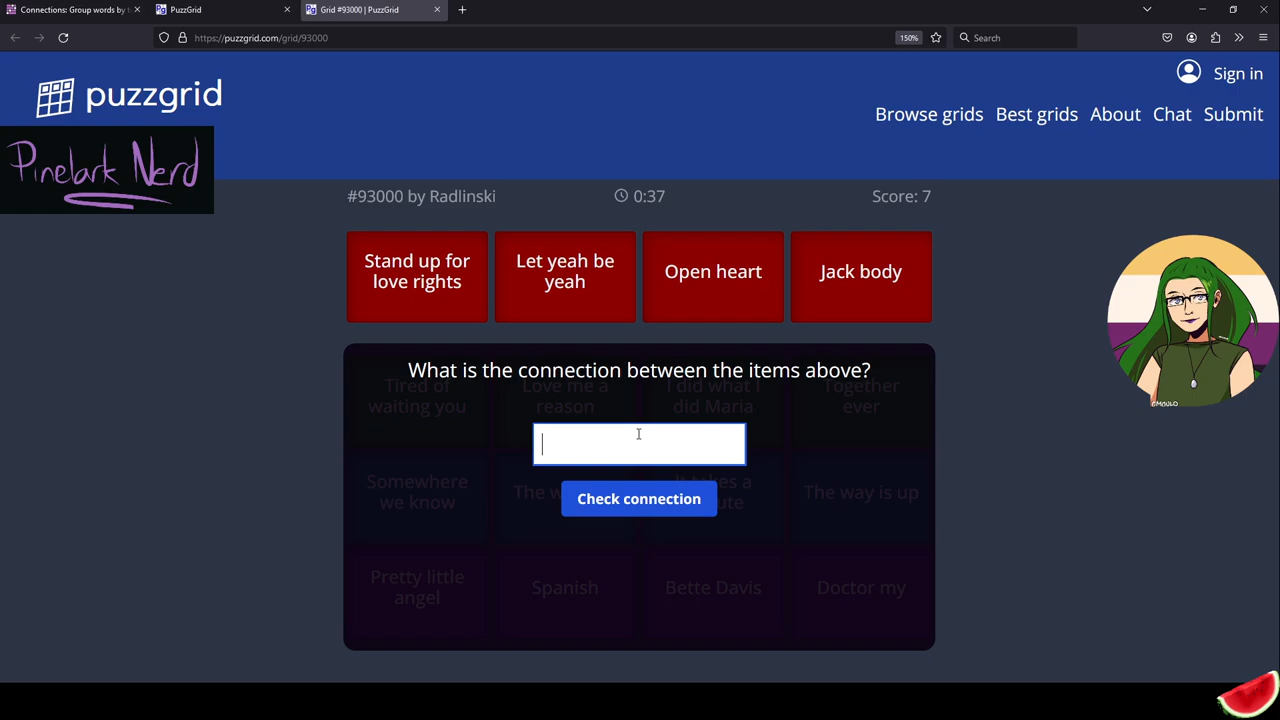 Connections: Group words by t
PuzzGrid
Grid #93000 | PuzzGrid
https://puzzgrid.com/grid/93000
150%
Search
puzzgrid
Sign in
Browse grids Best grids About Chat Submit
Pinelark Nerd
#93000 by Radlinski
0:37
Score: 7
Stand up for
love rights
Let yeah be
yeah
Open heart
Jack body
What is the connection between the items above?
Tired of
waiting you
Love me a
reason
I did what I
did Maria
Together
ever
Check connection
Somewhere
we know
The w
takes a
ute
The way is up
Pretty little
angel
Spanish
Bette Davis
Doctor my
CMOULD